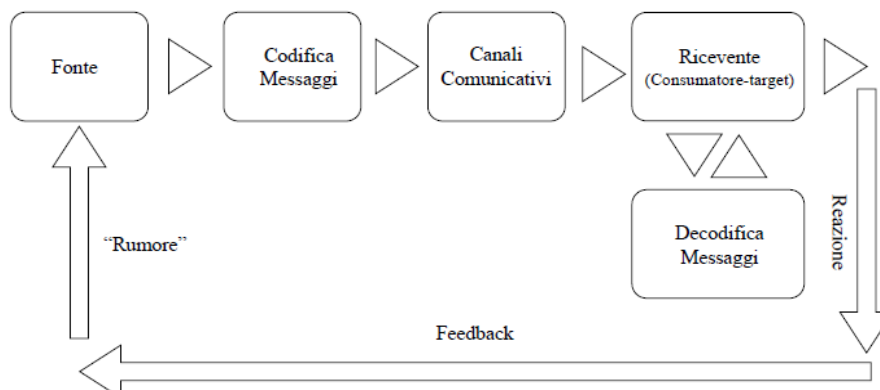 Fonte
Codifica
Messaggi
Canali
Comunicativi
Ricevente
(Consumatore-target)
Decodifica
Messaggi
Reazione
“Rumore”
Feedback